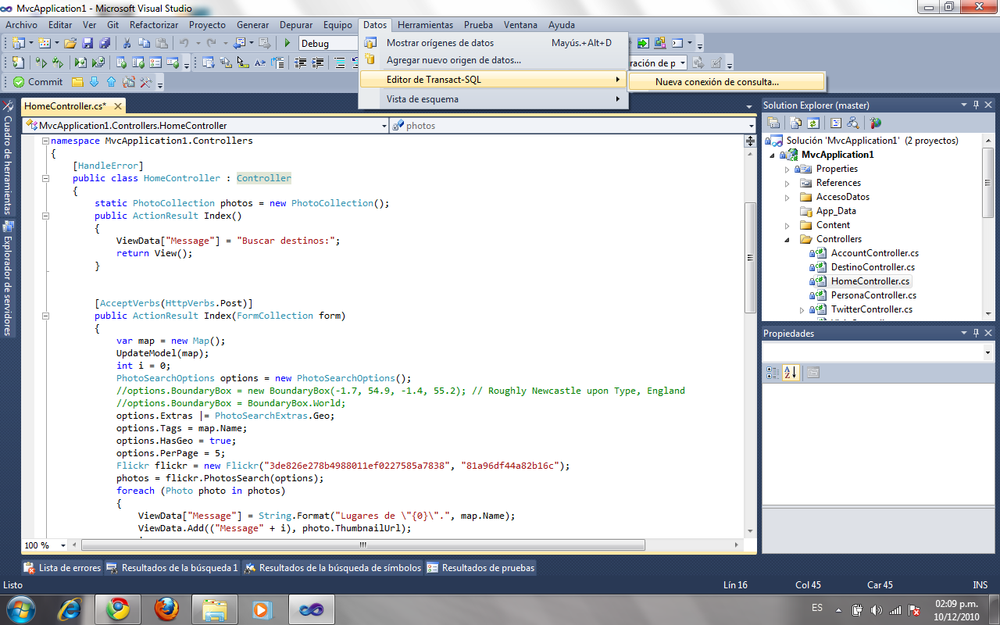 MvcApplication1 - Microsoft Visual Studio
Archivo Editar Ver Git Refactorizar Proyecto Generar Depurar Equipo Datos Herramientas Prueba Ventana Ayuda
Debug
Mostrar orígenes de datos Mayús.+Alt+D
Agregar nuevo origen de datos...
Editor de Transact-SQL
Nueva conexión de consulta...
Vista de esquema
ración de p
Commit
Cuadro de herramientas
Explorador de servidores
HomeController.cs*
MvcApplication1.Controllers.HomeController
photos
namespace MvcApplication1.Controllers
{
[HandleError]
public class HomeController : Controller
{
static PhotoCollection photos = new PhotoCollection();
public ActionResult Index()
{
ViewData["Message"] = "Buscar destinos:";
return View();
}
[AcceptVerbs(HttpVerbs.Post)]
public ActionResult Index(FormCollection form)
{
var map = new Map();
UpdateModel(map);
int i = 0;
PhotoSearchOptions options = new PhotoSearchOptions();
//options.BoundaryBox = new BoundaryBox(-1.7, 54.9, -1.4, 55.2); // Roughly Newcastle upon Type, England
//options.BoundaryBox = BoundaryBox.World;
options.Extras |= PhotoSearchExtras.Geo;
options.Tags = map.Name;
options.HasGeo = true;
options.PerPage = 5;
Flickr flickr = new Flickr("3de826e278b4988011ef0227585a7838", "81a96df44a82b16c");
photos = flickr.PhotosSearch(options);
foreach (Photo photo in photos)
{
ViewData["Message"] = String.Format("Lugares de \"{0}\".", map.Name);
ViewData.Add(("Message" + i), photo.ThumbnailUrl);
100 %
Solution Explorer (master)
Solución 'MvcApplication1' (2 proyectos)
MvcApplication1
Properties
References
AccesoDatos
App_Data
Content
Controllers
AccountController.cs
DestinoController.cs
HomeController.cs
PersonaController.cs
TwitterController.cs
Propiedades
Lista de errores Resultados de la búsqueda 1 Resultados de la búsqueda de símbolos Resultados de pruebas
Listo Lín 16 Col 45 Car 45 INS
ES
02:09 p.m.
10/12/2010